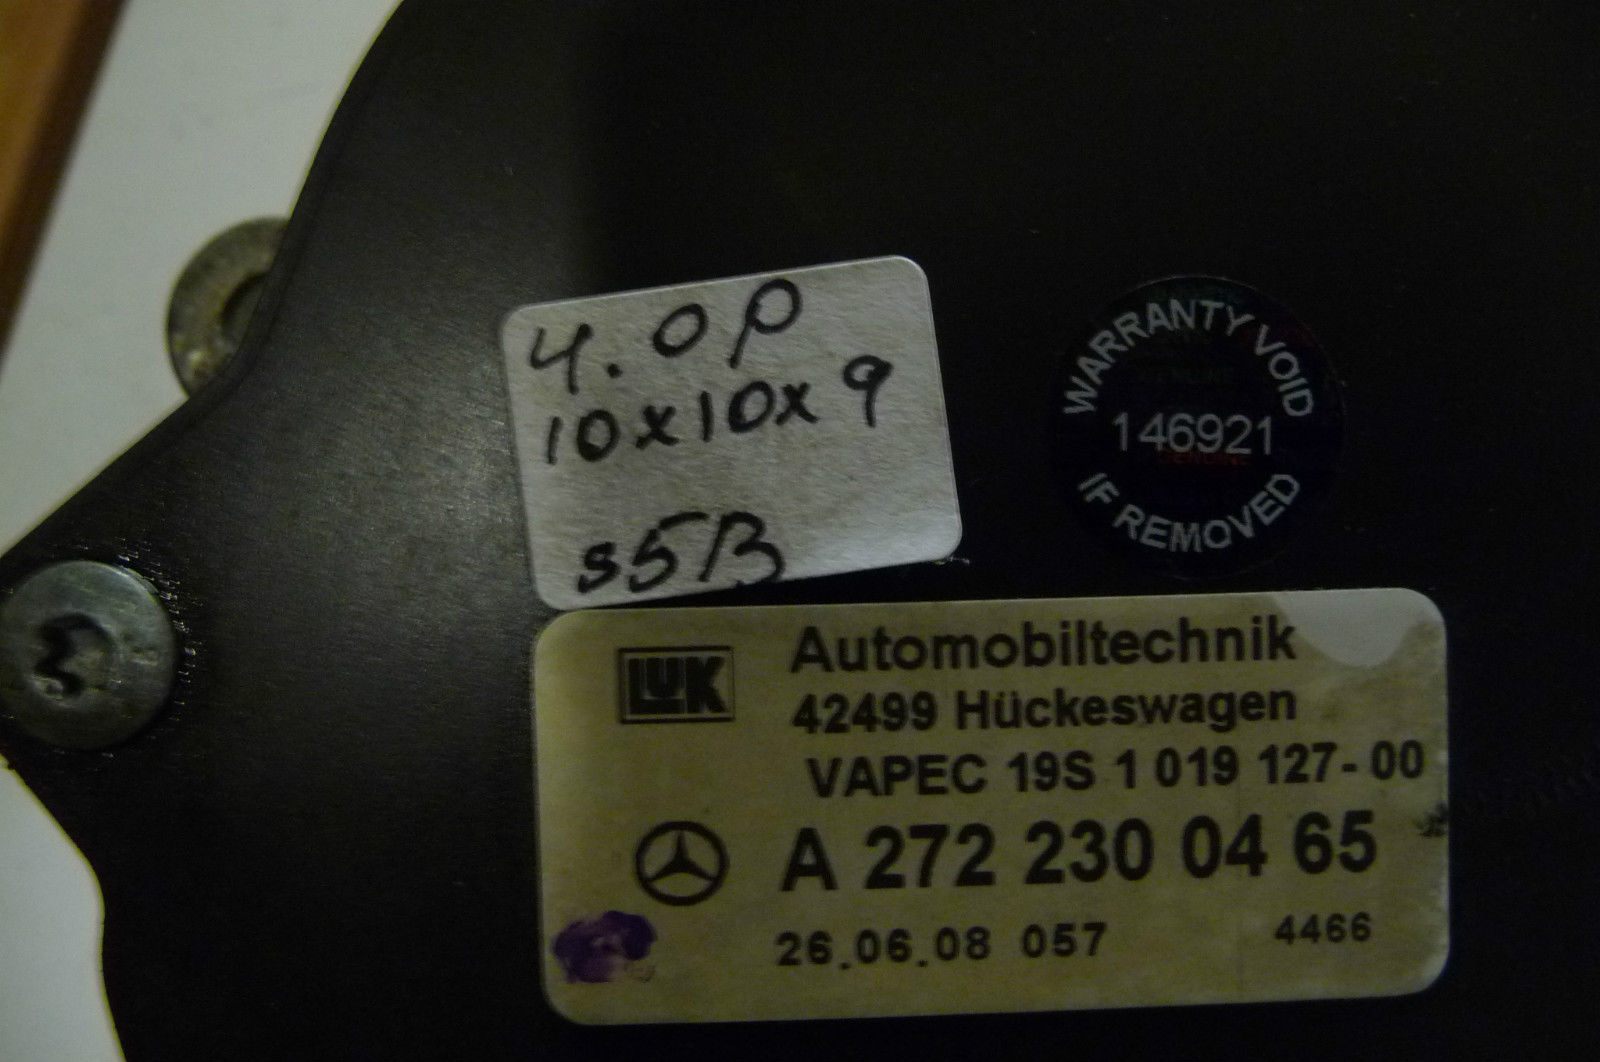 4.0p
10x10x9
s5B
WARRANTY VOID
146921
IF REMOVED
LUK
Automobiltechnik
42499 Hückeswagen
VAPEC 19S 1 019 127-00
A 272 230 04 65
26.06.08 057 4466